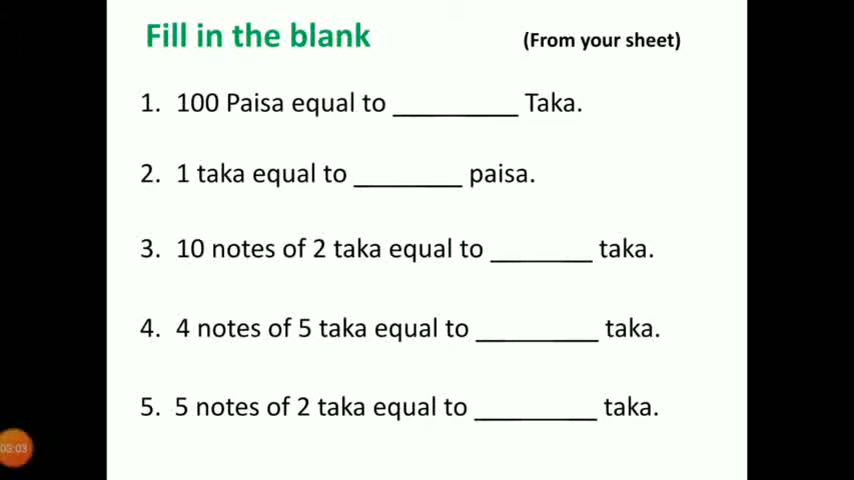 Fill in the blank (From your sheet)
1. 100 Paisa equal to _________ Taka.
2. 1 taka equal to ________ paisa.
3. 10 notes of 2 taka equal to _______ taka.
4. 4 notes of 5 taka equal to _________ taka.
5. 5 notes of 2 taka equal to _________ taka.